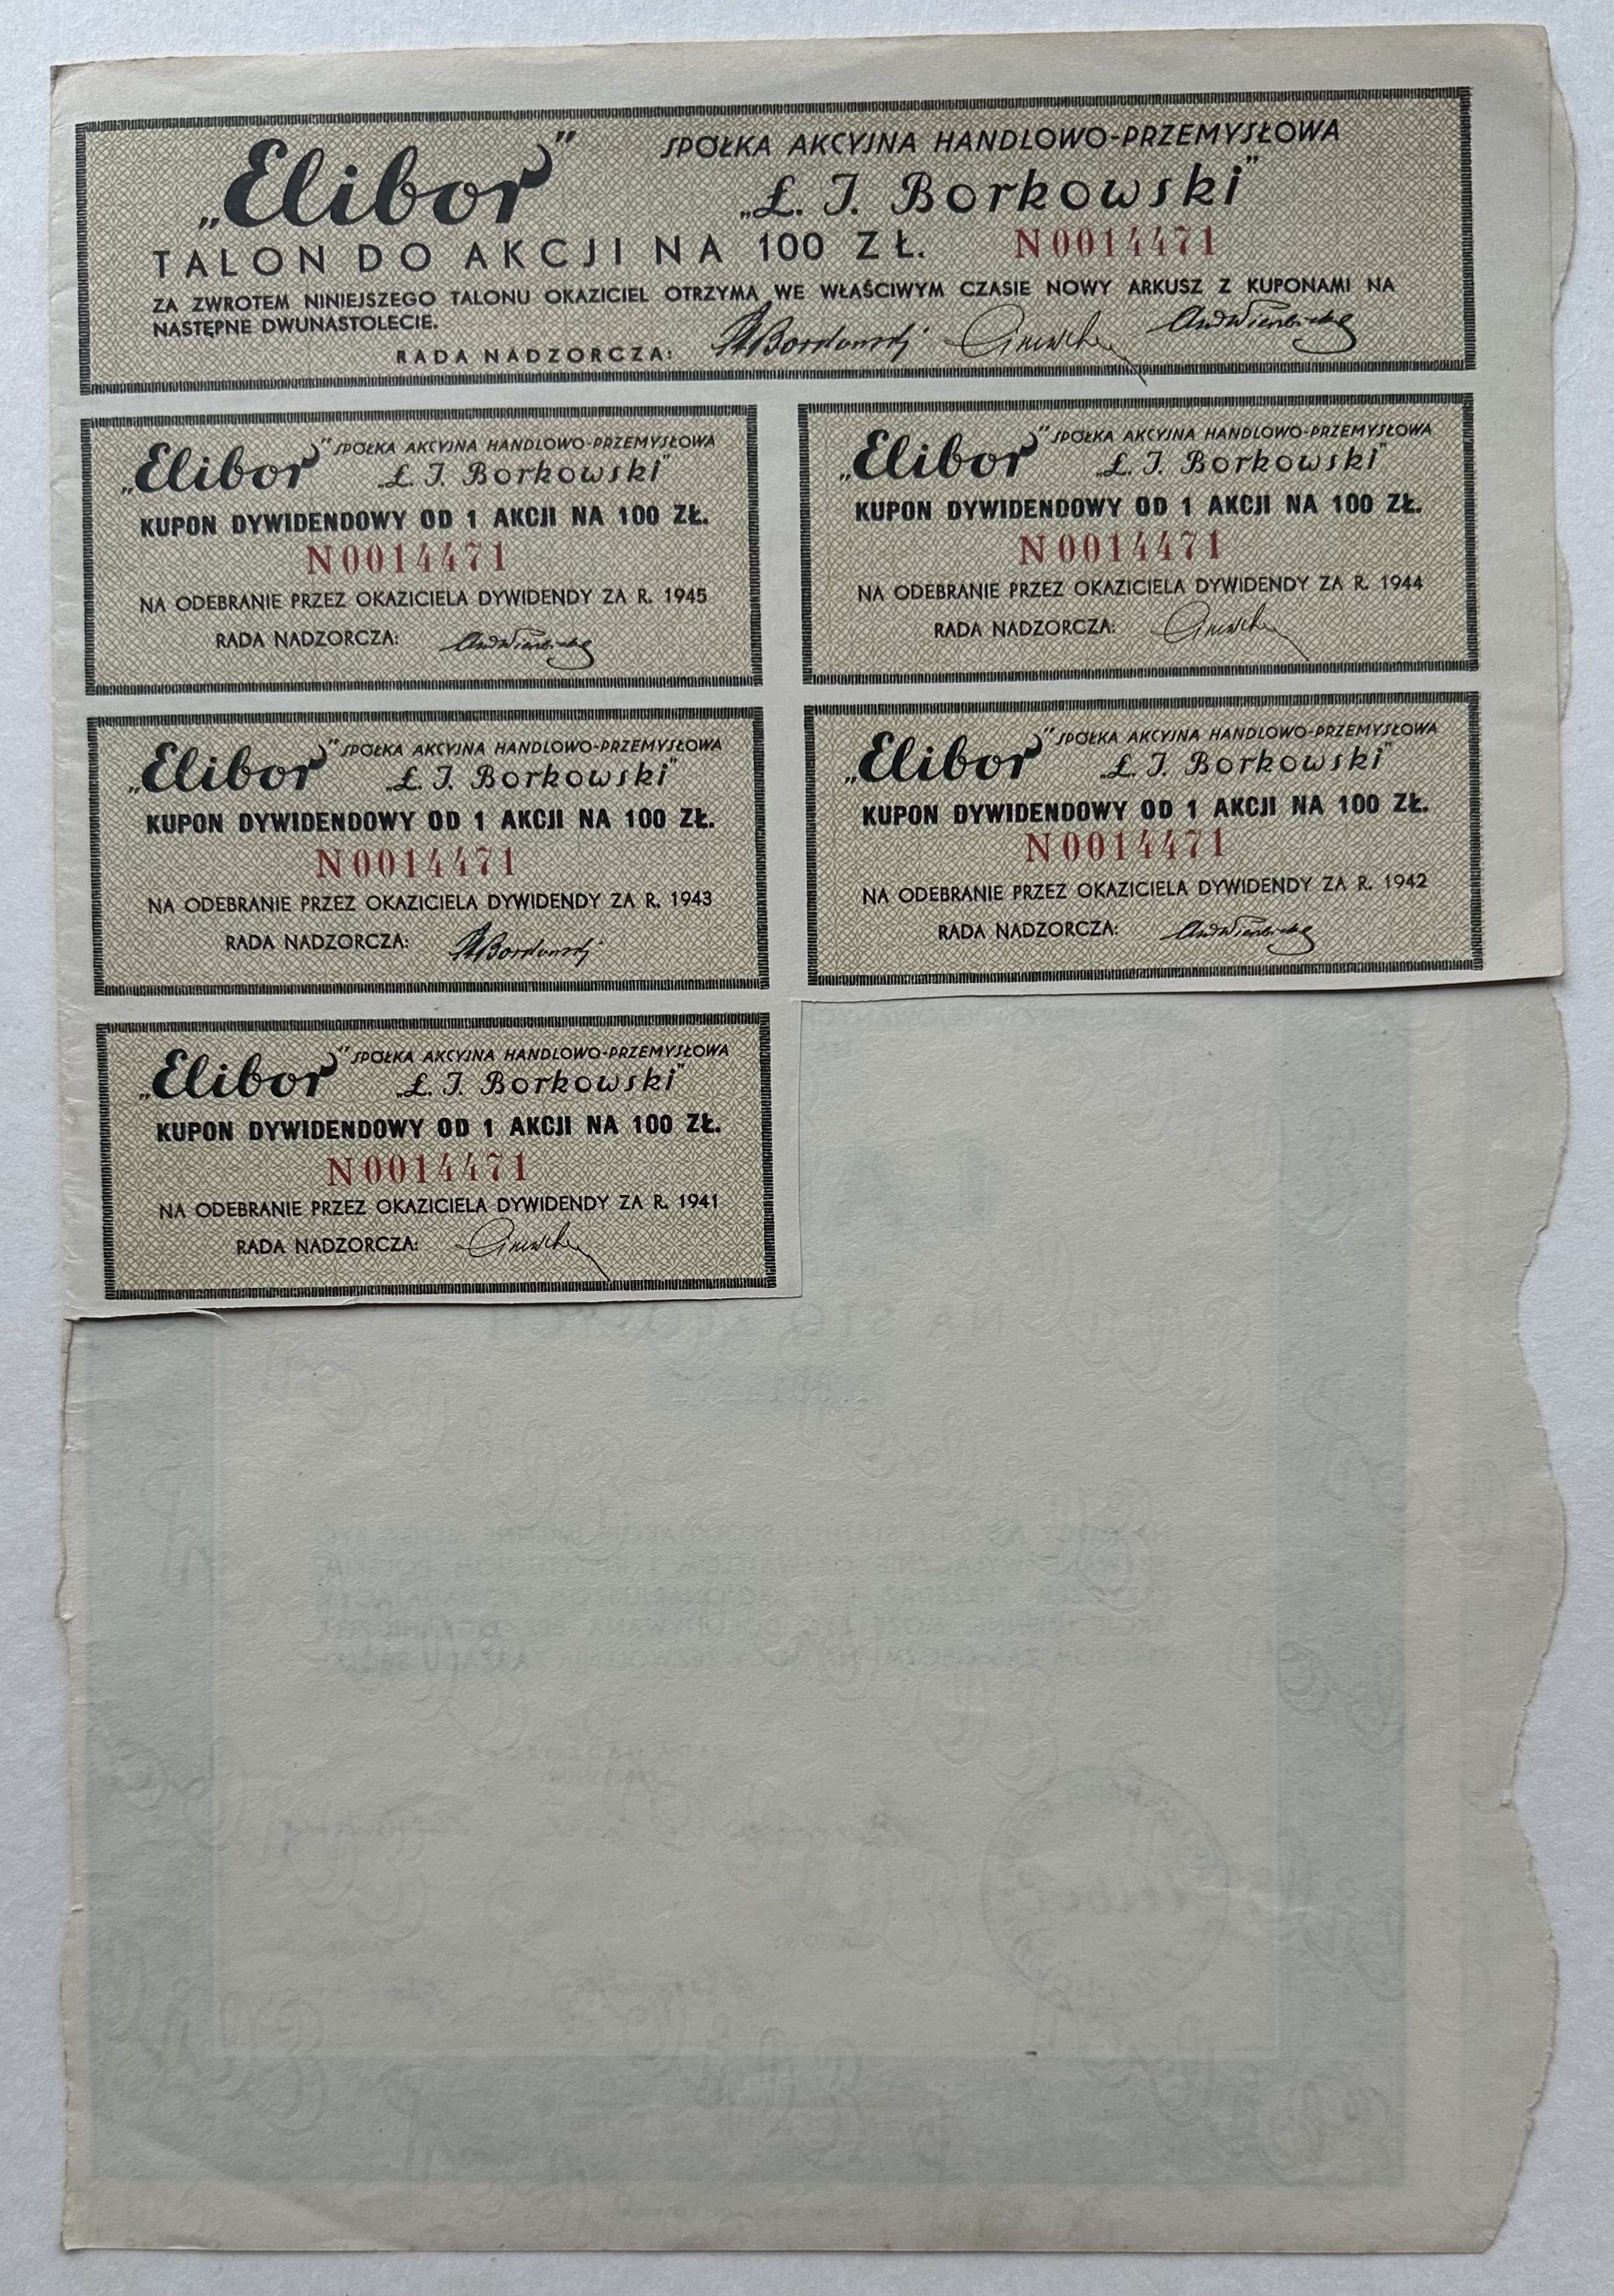 „Elibor”
SPÓŁKA AKCYJNA HANDLOWO-PRZEMYSŁOWA
„Ł. J. Borkowski”
TALON DO AKCJI NA 100 ZŁ. N0014471
ZA ZWROTEM NINIEJSZEGO TALONU OKAZICIEL OTRZYMA WE WŁAŚCIWYM CZASIE NOWY ARKUSZ Z KUPONAMI NA
NASTĘPNE DWUNASTOLECIE.
RADA NADZORCZA:
„Elibor” SPÓŁKA AKCYJNA HANDLOWO-PRZEMYSŁOWA
„Ł. J. Borkowski”
KUPON DYWIDENDOWY OD 1 AKCJI NA 100 ZŁ.
N0014471
NA ODEBRANIE PRZEZ OKAZICIELA DYWIDENDY ZA R. 1945
RADA NADZORCZA:
„Elibor” SPÓŁKA AKCYJNA HANDLOWO-PRZEMYSŁOWA
„Ł. J. Borkowski”
KUPON DYWIDENDOWY OD 1 AKCJI NA 100 ZŁ.
N0014471
NA ODEBRANIE PRZEZ OKAZICIELA DYWIDENDY ZA R. 1944
RADA NADZORCZA:
„Elibor” SPÓŁKA AKCYJNA HANDLOWO-PRZEMYSŁOWA
„Ł. J. Borkowski”
KUPON DYWIDENDOWY OD 1 AKCJI NA 100 ZŁ.
N0014471
NA ODEBRANIE PRZEZ OKAZICIELA DYWIDENDY ZA R. 1943
RADA NADZORCZA:
„Elibor” SPÓŁKA AKCYJNA HANDLOWO-PRZEMYSŁOWA
„Ł. J. Borkowski”
KUPON DYWIDENDOWY OD 1 AKCJI NA 100 ZŁ.
N0014471
NA ODEBRANIE PRZEZ OKAZICIELA DYWIDENDY ZA R. 1942
RADA NADZORCZA:
„Elibor” SPÓŁKA AKCYJNA HANDLOWO-PRZEMYSŁOWA
„Ł. J. Borkowski”
KUPON DYWIDENDOWY OD 1 AKCJI NA 100 ZŁ.
N0014471
NA ODEBRANIE PRZEZ OKAZICIELA DYWIDENDY ZA R. 1941
RADA NADZORCZA: